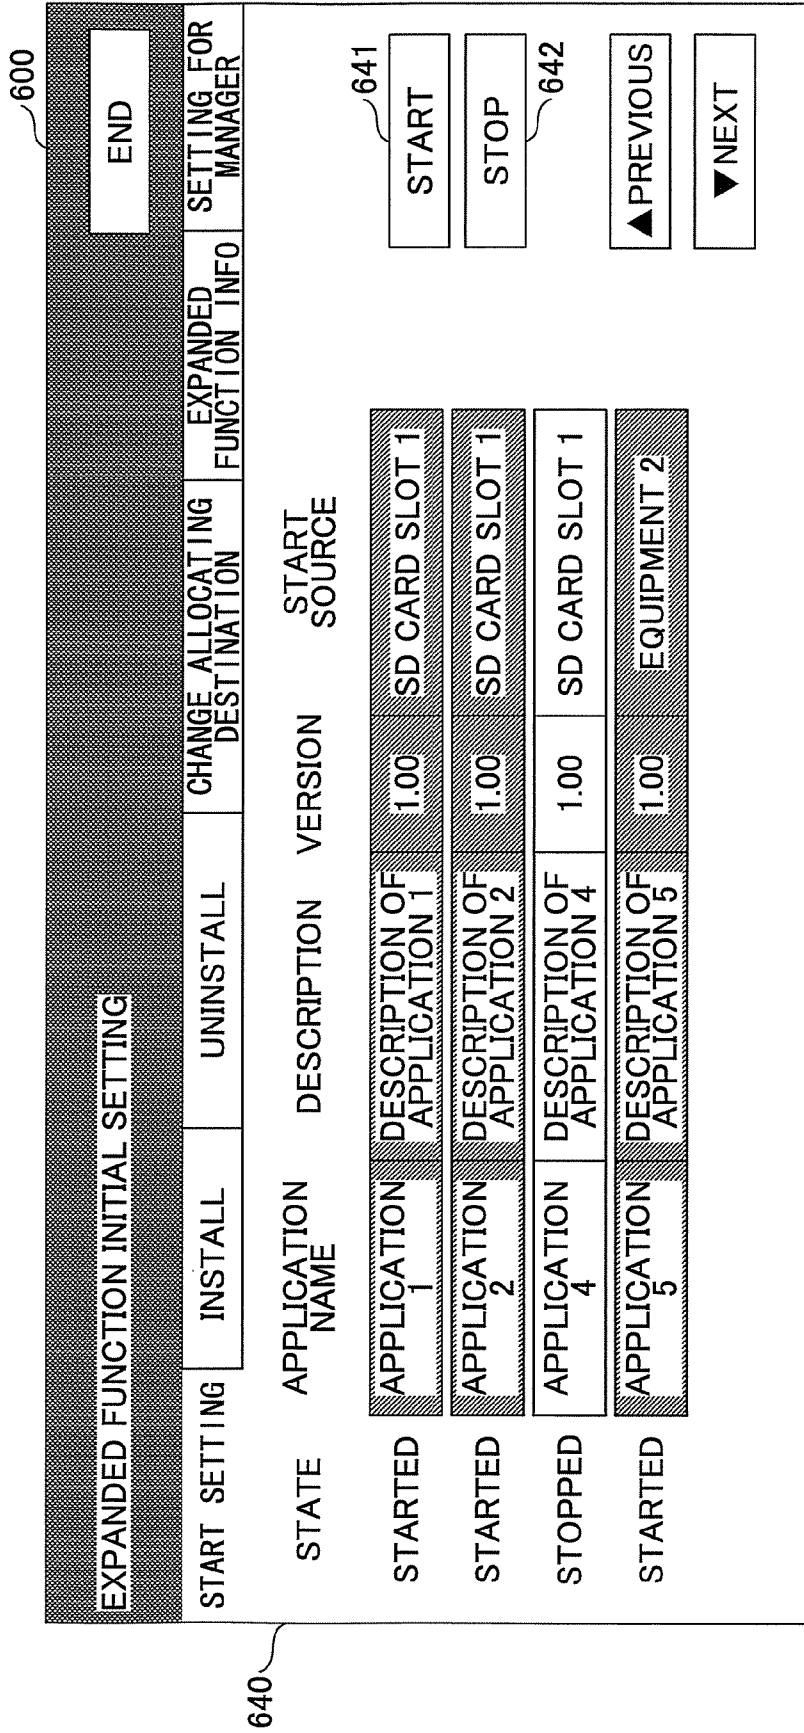 600
EXPANDED FUNCTION INITIAL SETTING
END
START SETTING
INSTALL
UNINSTALL
CHANGE ALLOCATING
DESTINATION
EXPANDED
FUNCTION INFO
SETTING FOR
MANAGER
640
STATE
APPLICATION
NAME
DESCRIPTION
VERSION
START
SOURCE
STARTED
APPLICATION
1
DESCRIPTION OF
APPLICATION 1
1.00
SD CARD SLOT 1
STARTED
APPLICATION
2
DESCRIPTION OF
APPLICATION 2
1.00
SD CARD SLOT 1
STOPPED
APPLICATION
4
DESCRIPTION OF
APPLICATION 4
1.00
SD CARD SLOT 1
STARTED
APPLICATION
5
DESCRIPTION OF
APPLICATION 5
1.00
EQUIPMENT 2
641
START
STOP
642
▲PREVIOUS
▼NEXT